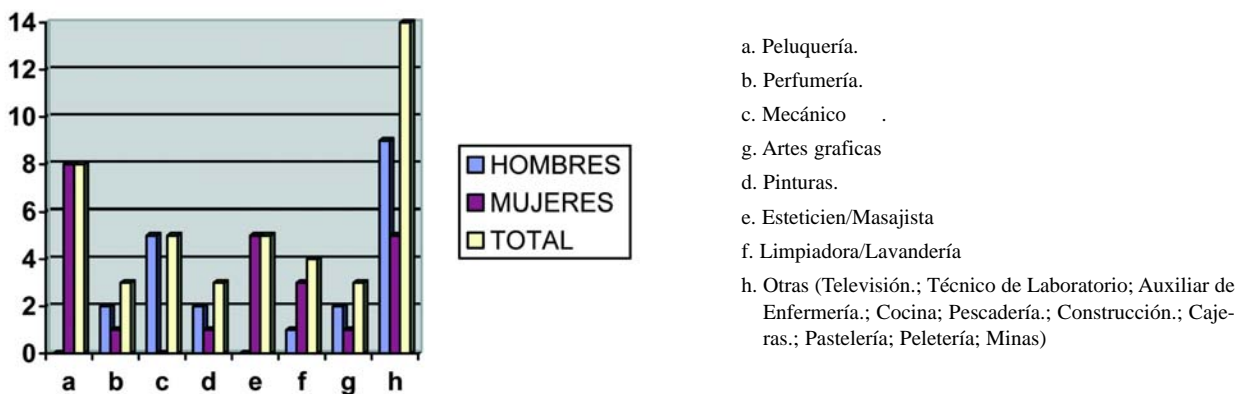 14
12
10
8
6
4
2
0
a b c d e f g h
HOMBRES
MUJERES
TOTAL
a. Peluquería.
b. Perfumería.
c. Mecánico .
g. Artes graficas
d. Pinturas.
e. Esteticien/Masajista
f. Limpiadora/Lavandería
h. Otras (Televisión.; Técnico de Laboratorio; Auxiliar de
Enfermería.; Cocina; Pescadería.; Construcción.; Caje-
ras.; Pastelería; Peletería; Minas)